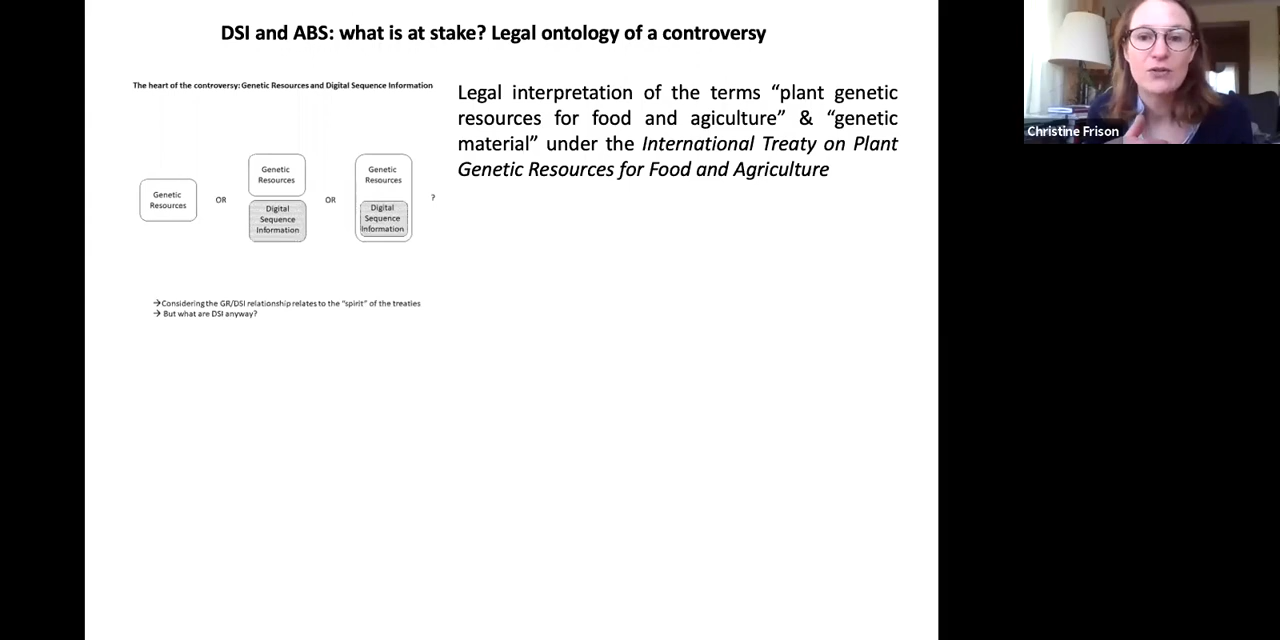 DSI and ABS: what is at stake? Legal ontology of a controversy
The heart of the controversy: Genetic Resources and Digital Sequence Information
Genetic
Resources
OR
Genetic
Resources
Digital
Sequence
Information
OR
Genetic
Resources
Digital
Sequence
Information
?
→Considering the GR/DSI relationship relates to the "spirit" of the treaties
→ But what are DSI anyway?
Legal interpretation of the terms “plant genetic
resources for food and agiculture” & “genetic
material” under the International Treaty on Plant
Genetic Resources for Food and Agriculture
Christine Frison